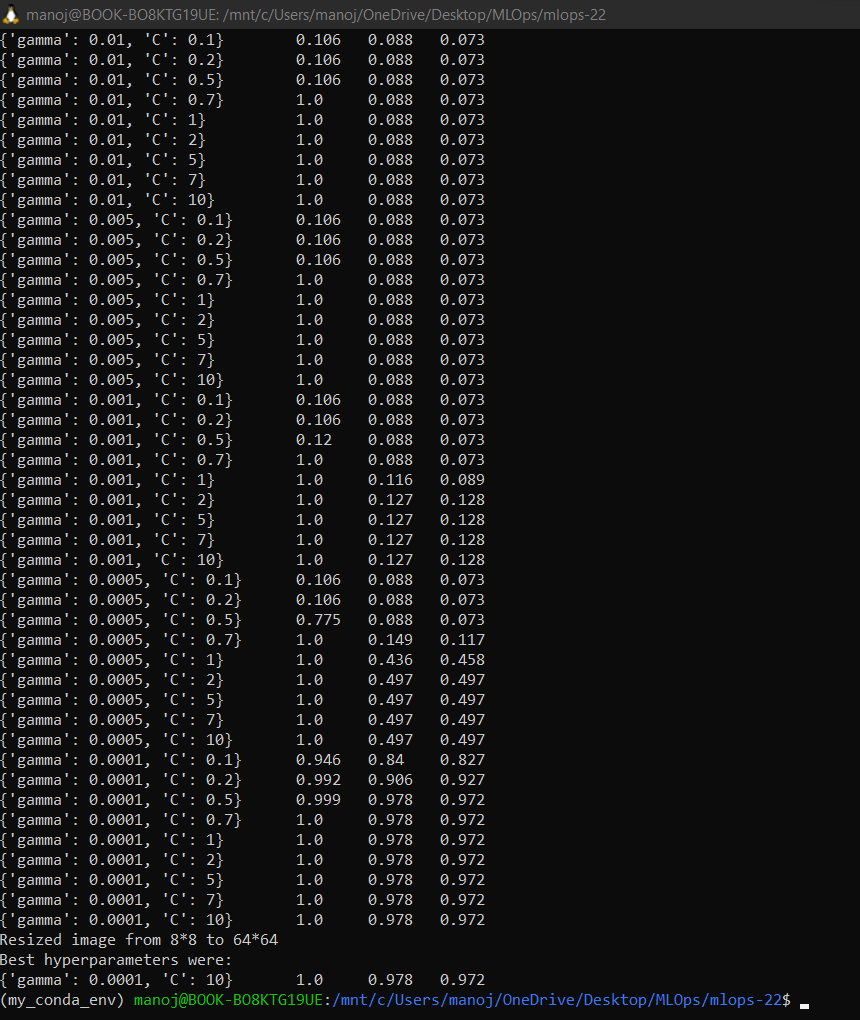 manoj@BOOK-BO8KTG19UE: /mnt/c/Users/manoj/OneDrive/Desktop/MLOps/mlops-22
{'gamma': 0.01, 'C': 0.1} 0.106 0.088 0.073
{'gamma': 0.01, 'C': 0.2} 0.106 0.088 0.073
{'gamma': 0.01, 'C': 0.5} 0.106 0.088 0.073
{'gamma': 0.01, 'C': 0.7} 1.0 0.088 0.073
{'gamma': 0.01, 'C': 1} 1.0 0.088 0.073
{'gamma': 0.01, 'C': 2} 1.0 0.088 0.073
{'gamma': 0.01, 'C': 5} 1.0 0.088 0.073
{'gamma': 0.01, 'C': 7} 1.0 0.088 0.073
{'gamma': 0.01, 'C': 10} 1.0 0.088 0.073
{'gamma': 0.005, 'C': 0.1} 0.106 0.088 0.073
{'gamma': 0.005, 'C': 0.2} 0.106 0.088 0.073
{'gamma': 0.005, 'C': 0.5} 0.106 0.088 0.073
{'gamma': 0.005, 'C': 0.7} 1.0 0.088 0.073
{'gamma': 0.005, 'C': 1} 1.0 0.088 0.073
{'gamma': 0.005, 'C': 2} 1.0 0.088 0.073
{'gamma': 0.005, 'C': 5} 1.0 0.088 0.073
{'gamma': 0.005, 'C': 7} 1.0 0.088 0.073
{'gamma': 0.005, 'C': 10} 1.0 0.088 0.073
{'gamma': 0.001, 'C': 0.1} 0.106 0.088 0.073
{'gamma': 0.001, 'C': 0.2} 0.106 0.088 0.073
{'gamma': 0.001, 'C': 0.5} 0.12 0.088 0.073
{'gamma': 0.001, 'C': 0.7} 1.0 0.088 0.073
{'gamma': 0.001, 'C': 1} 1.0 0.116 0.089
{'gamma': 0.001, 'C': 2} 1.0 0.127 0.128
{'gamma': 0.001, 'C': 5} 1.0 0.127 0.128
{'gamma': 0.001, 'C': 7} 1.0 0.127 0.128
{'gamma': 0.001, 'C': 10} 1.0 0.127 0.128
{'gamma': 0.0005, 'C': 0.1} 0.106 0.088 0.073
{'gamma': 0.0005, 'C': 0.2} 0.106 0.088 0.073
{'gamma': 0.0005, 'C': 0.5} 0.775 0.088 0.073
{'gamma': 0.0005, 'C': 0.7} 1.0 0.149 0.117
{'gamma': 0.0005, 'C': 1} 1.0 0.436 0.458
{'gamma': 0.0005, 'C': 2} 1.0 0.497 0.497
{'gamma': 0.0005, 'C': 5} 1.0 0.497 0.497
{'gamma': 0.0005, 'C': 7} 1.0 0.497 0.497
{'gamma': 0.0005, 'C': 10} 1.0 0.497 0.497
{'gamma': 0.0001, 'C': 0.1} 0.946 0.84 0.827
{'gamma': 0.0001, 'C': 0.2} 0.992 0.906 0.927
{'gamma': 0.0001, 'C': 0.5} 0.999 0.978 0.972
{'gamma': 0.0001, 'C': 0.7} 1.0 0.978 0.972
{'gamma': 0.0001, 'C': 1} 1.0 0.978 0.972
{'gamma': 0.0001, 'C': 2} 1.0 0.978 0.972
{'gamma': 0.0001, 'C': 5} 1.0 0.978 0.972
{'gamma': 0.0001, 'C': 7} 1.0 0.978 0.972
{'gamma': 0.0001, 'C': 10} 1.0 0.978 0.972
Resized image from 8*8 to 64*64
Best hyperparameters were:
{'gamma': 0.0001, 'C': 10} 1.0 0.978 0.972
(my_conda_env) manoj@BOOK-BO8KTG19UE:/mnt/c/Users/manoj/OneDrive/Desktop/MLOps/mlops-22$